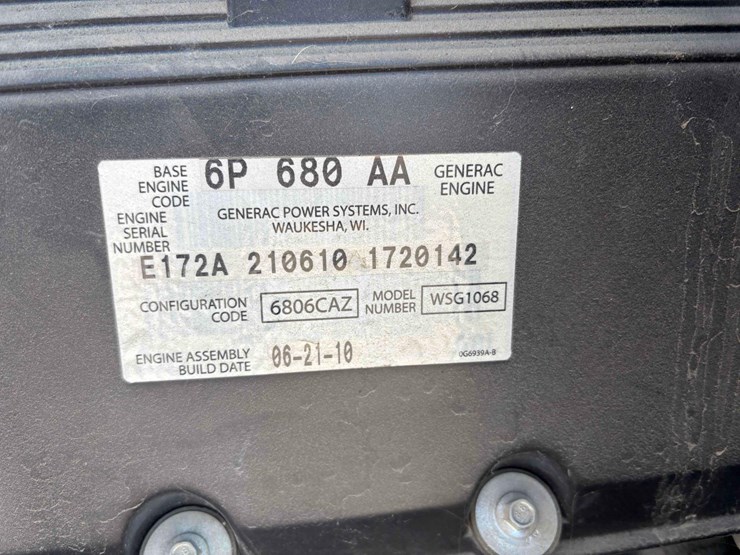 BASE ENGINE CODE 6P 680 AA GENERAC ENGINE
GENERAC POWER SYSTEMS, INC.
WAUKESHA, WI.
ENGINE SERIAL NUMBER E172A 210610 1720142
CONFIGURATION CODE 6806CAZ MODEL NUMBER WSG1068
ENGINE ASSEMBLY BUILD DATE 06-21-10 0G6939A-B